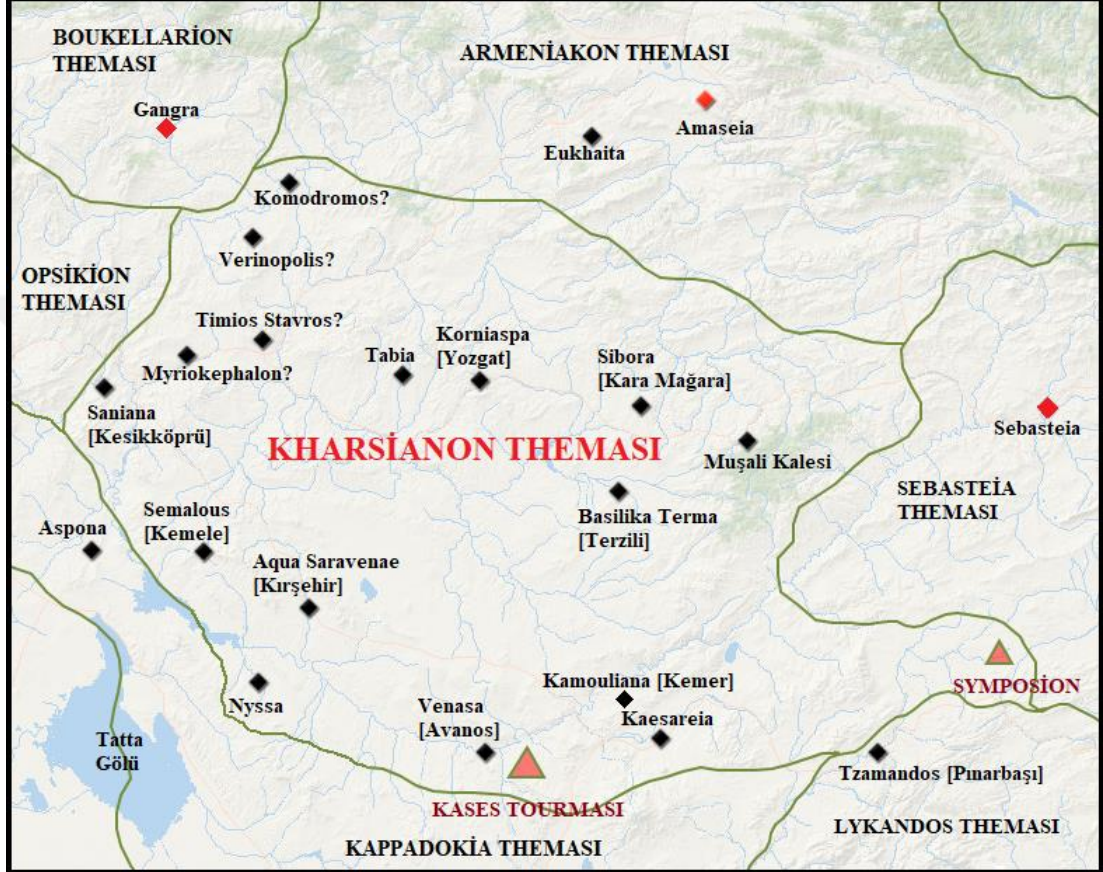 BOUKELLARİON
THEMASI
ARMENİAKON THEMASI
Gangra
Amaseia
Eukhaita
Komodromos?
Verinopolis?
OPSİKİON
THEMASI
Timios Stavros?
Korniaspa
[Yozgat]
Tabia
Sibora
[Kara Mağara]
Myriokephalon?
Saniana
[Kesikköprü]
Sebasteia
KHARSİANON THEMASI
Muşali Kalesi
SEBASTEİA
THEMASI
Semalous
[Kemele]
Basilika Terma
[Terzili]
Aspona
Aqua Saravenae
[Kırşehir]
Kamouliana [Kemer]
SYMPOSİON
Nyssa
Venasa
[Avanos]
Kaesareia
Tatta
Gölü
Tzamandos [Pınarbaşı]
KASES TOURMASI
LYKANDOS THEMASI
KAPPADOKİA THEMASI